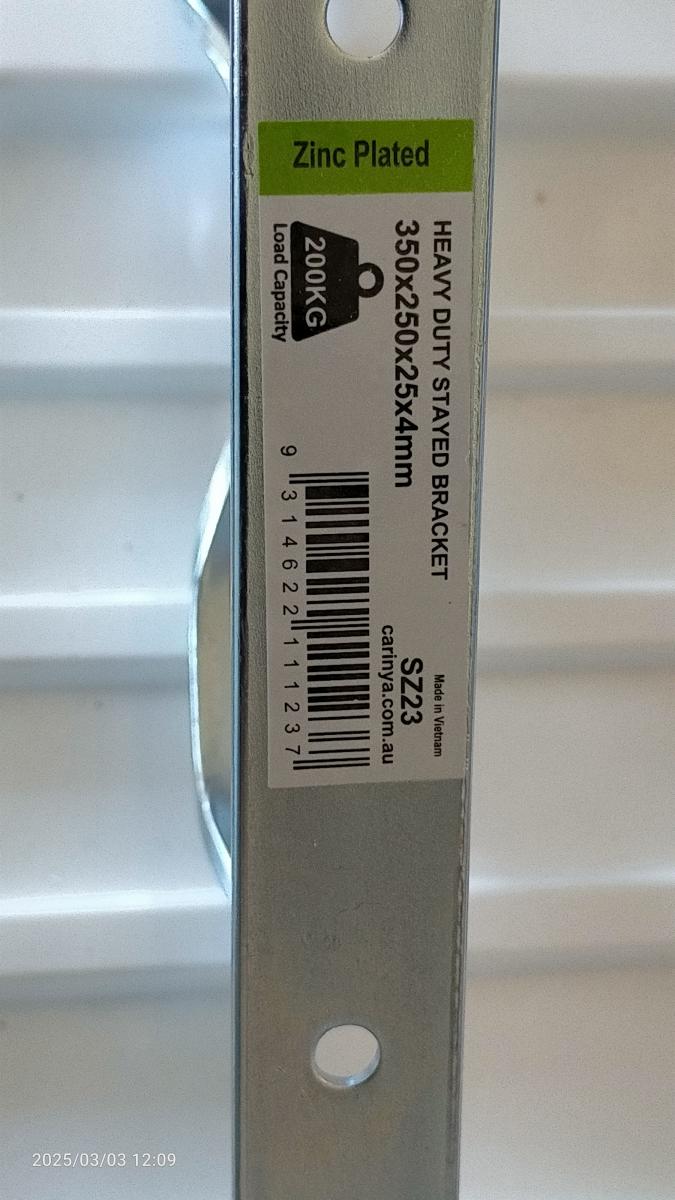 Zinc Plated
HEAVY DUTY STAYED BRACKET
350x250x25x4mm
200KG
Load Capacity
Made in Vietnam
SZ23
carinya.com.au
9 314622 111237
2025/03/03 12:09